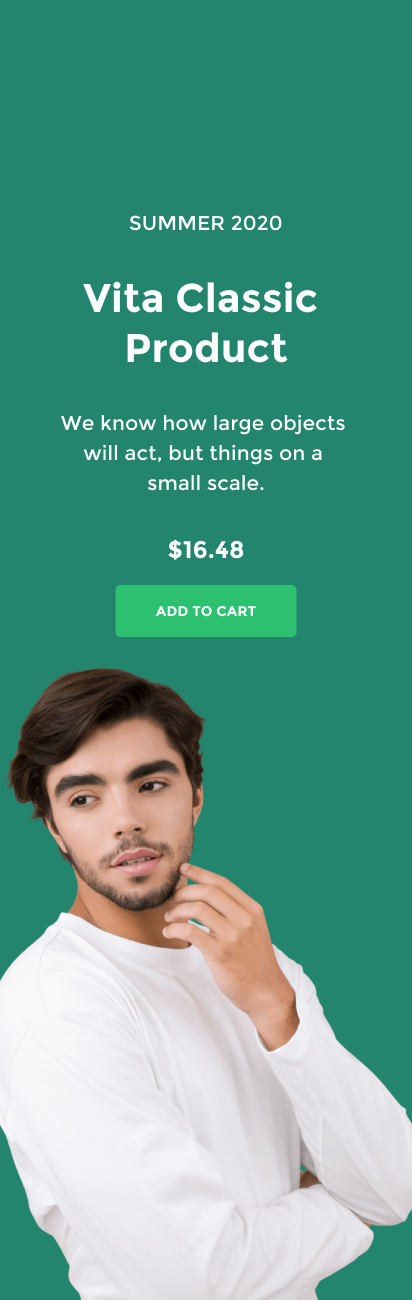 SUMMER 2020
Vita Classic
Product
We know how large objects
will act, but things on a
small scale.
$16.48
ADD TO CART